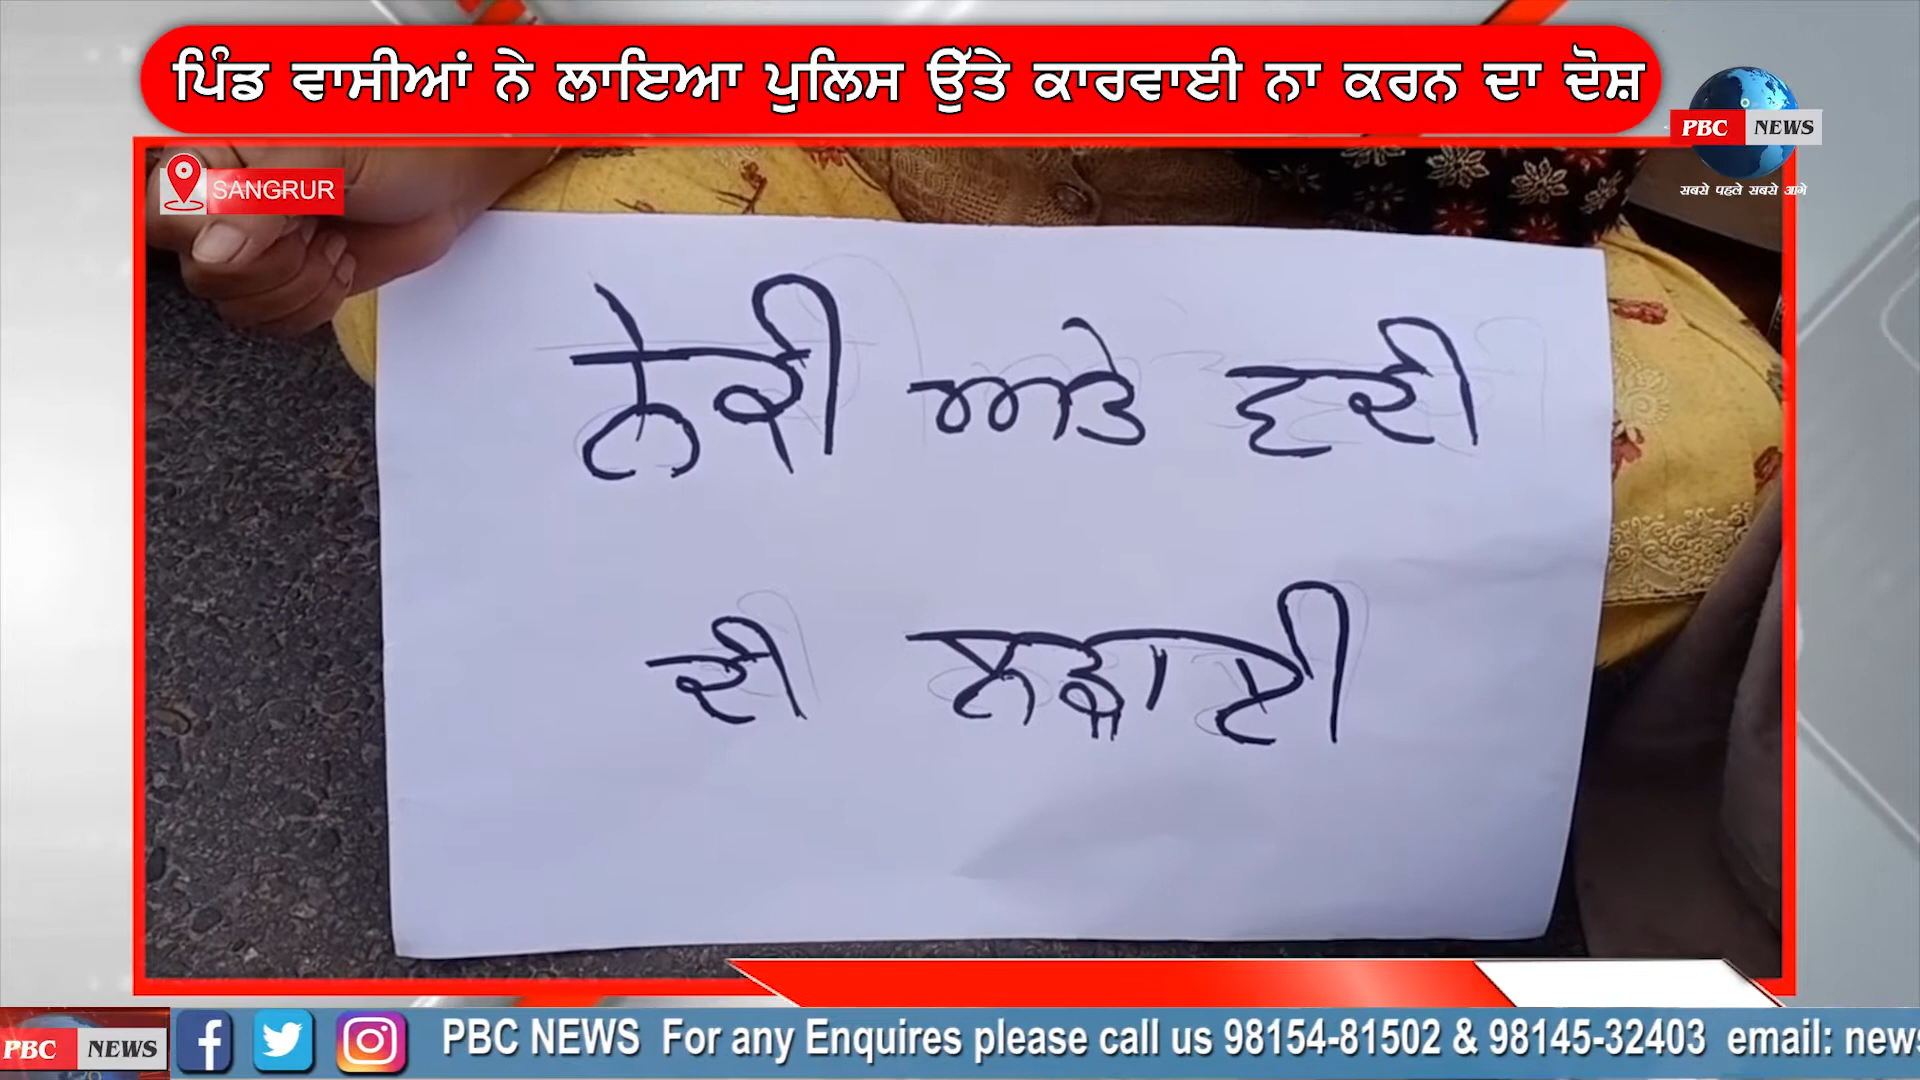 ਪਿੰਡ ਵਾਸੀਆਂ ਨੇ ਲਾਇਆ ਪੁਲਿਸ ਉੱਤੇ ਕਾਰਵਾਈ ਨਾ ਕਰਨ ਦਾ ਦੋਸ਼
PBC NEWS
सबसे पहले सबसे आगे
SANGRUR
ਨੇਕੀ ਅਤੇ ਵਦੀ
ਦੀ ਲੜਾਈ
PBC NEWS
PBC NEWS For any Enquires please call us 98154-81502 & 98145-32403 email: news